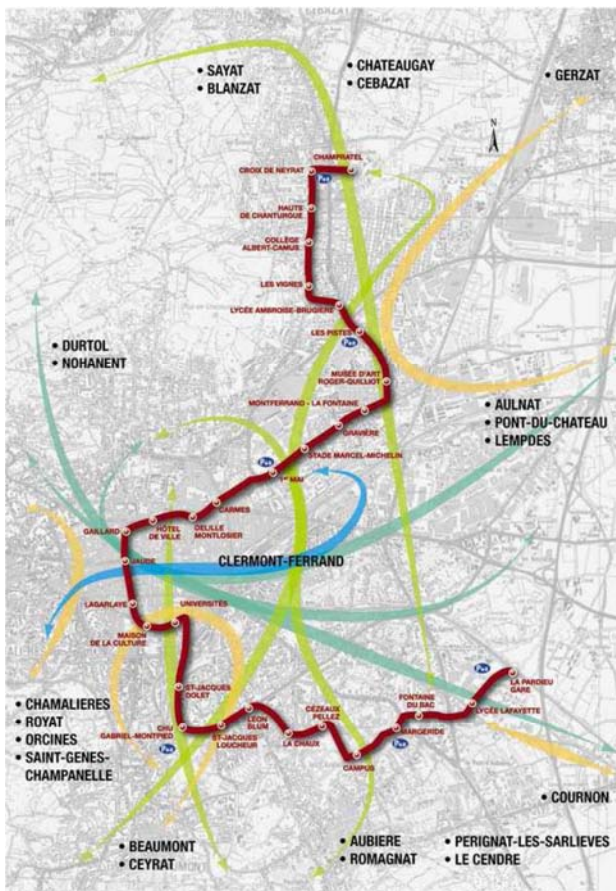 • SAYAT
• BLANZAT
• CHATEAUGAY
• CEBAZAT
• GERZAT
N
CHAMPRATEL
CROIX DE NEYRAT
HAUTS
DE CHANTURGUE
COLLÈGE
ALBERT-CAMUS
LES VIGNES
LYCÉE AMBROISE-BRUGIÈRE
LES PISTES
• DURTOL
• NOHANENT
MUSÉE D'ART
ROGER-QUILLIOT
MONTFERRAND - LA FONTAINE
GRAVIÈRE
• AULNAT
• PONT-DU-CHATEAU
• LEMPDES
STADE MARCEL-MICHELIN
1er MAI
CARMES
DELILLE
MONTLOSIER
HÔTEL
DE VILLE
GAILLARD
JAUDE
CLERMONT-FERRAND
LAGARLAYE
UNIVERSITÉS
MAISON
DE LA CULTURE
ST-JACQUES
DOLET
CHU
GABRIEL-MONTPIED
ST-JACQUES
LOUCHEUR
LÉON
BLUM
LA CHAUX
CÉZEAUX
PELLEZ
CAMPUS
MARGERIDE
FONTAINE
DU BAC
LYCÉE LAFAYETTE
LA PARDIEU
GARE
• CHAMALIERES
• ROYAT
• ORCINES
• SAINT-GENES-
CHAMPANELLE
• COURNON
• BEAUMONT
• CEYRAT
• AUBIERE
• ROMAGNAT
• PERIGNAT-LES-SARLIEVES
• LE CENDRE